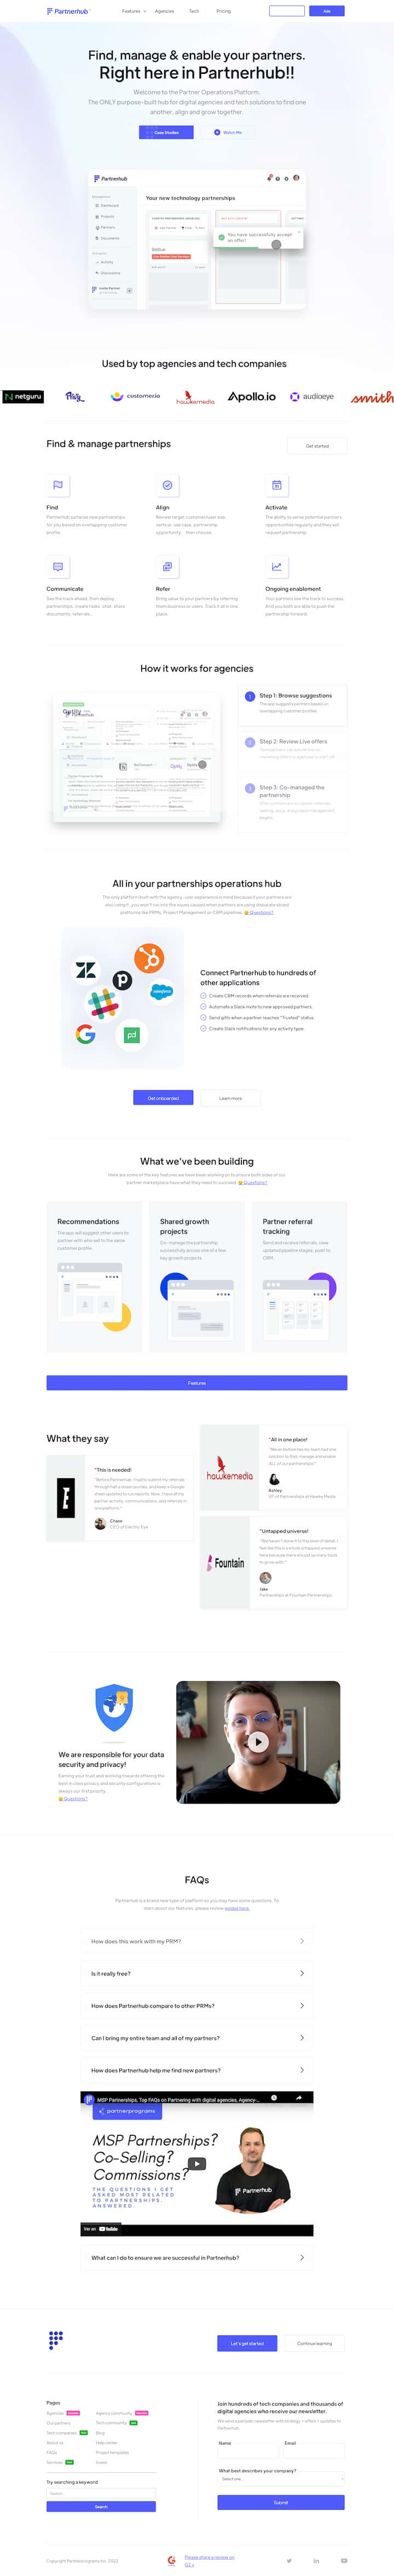 Partnerhub
Features
Agencies
Tech
Pricing
Join
Find, manage & enable your partners.
Right here in Partnerhub!!
Welcome to the Partner Operations Platform.
The ONLY purpose-built hub for digital agencies and tech solutions to find one
another, align and grow together.
Case Studies
Watch Me
Partnerhub
Your new technology partnerships
Dashboard
Projects
Partners
Documents
Activity
Discussions
Invite Partner
You have successfully accept
an offer!
Used by top agencies and tech companies
netguru
customer.io
hawkemedia
Apollo.io
audioeye
smith
Find & manage partnerships
Get started
Find
Partnerhub surfaces new partnerships
for you based on overlapping customer
profile.
Align
Remove target customer/user size,
vertical, use case, partnership
opportunity... then choose.
Activate
The ability to serve potential partners
opportunities regularly and they will
request partnership.
Communicate
See the track ahead, then deploy
partnerships, create tasks, chat, share
documents, referrals...
Refer
Bring value to your partners by referring
them business or users. Track it all in one
place.
Ongoing enablement
Your partners see the track to success.
And you both are able to push the
partnership forward.
How it works for agencies
Step 1: Browse suggestions
The app suggests partners based on
overlapping customer profiles.
Step 2: Review Live offers
Step 3: Co-managed the
partnership
All in your partnerships operations hub
The only platform built with the agency-user experience in mind because if your partners are
also using it, you won't run into the issues caused when partners are using disparate siloed
platforms like PRMs, Project Management or CRM pipelines. Questions?
Connect Partnerhub to hundreds of
other applications
Create CRM records when referrals are received
Automate a Slack invite to new approved partners
Send gifts when a partner reaches "Trusted" status
Create Slack notifications for any activity type
salesforce
Get onboarded
Learn more
What we've been building
Here are some of the key features we have been working on to ensure both sides of our
partner marketplace have what they need to succeed. Questions?
Recommendations
The app will suggest other users to
partner with who set to the same
customer profile.
Shared growth
projects
Co-manage the partnership
successfully across one of a few
key growth projects.
Partner referral
tracking
Send and receive referrals, view
updated pipeline stages, push to
CRM.
Features
What they say
"This is needed!
"Before Partnerhub, I had to submit my referrals
through half a dozen portals, and keep a Google
sheet updated to run reports. Now, I have all my
partner activity, communications, and referrals in
one platform."
Chase
CEO of Electric Eye
hawkemedia
"All in one place!
"Never before has my team had one
solution to find, manage and enable
ALL of our partnerships!"
Ashley
VP of Partnerships at Hawke Media
Fountain
"Untapped universe!
"We haven't done it to the level of detail. I
feel like this is a whole untapped universe
here because there are just so many tools
to grow with."
Jake
Partnerships at Fountain Partnerships
We are responsible for your data
security and privacy!
Earning your trust and working towards offering the
best in class privacy and security configurations is
always our first priority.
Questions?
FAQs
Partnerhub is a brand new type of platform so you may have some questions. To
learn about our features, please review guides here.
How does this work with my PRM?
Is it really free?
How does Partnerhub compare to other PRMs?
Can I bring my entire team and all of my partners?
How does Partnerhub help me find new partners?
MSP Partnerships, Top FAQs on Partnering with digital agencies, Agency-...
partnerprograms
MSP Partnerships?
Co-Selling?
Commissions?
THE QUESTIONS I GET
ASKED MOST RELATED
TO PARTNERSHIPS.
ANSWERED.
Partnerhub
Ver en YouTube
What can I do to ensure we are successful in Partnerhub?
Let's get started
Continue learning
Pages
Agencies
Our partners
Tech companies
About us
FAQs
Services
Agency community
Tech community
Blog
Help center
Project templates
Invest
Try searching a keyword
Search...
Search
Join hundreds of tech companies and thousands of
digital agencies who receive our newsletter.
We send a periodic newsletter with strategy + offers + updates to
Partnerhub.
Name
Email
What best describes your company?
Select one...
Submit
Copyright Partnerprograms Inc. 2022
Please share a review on
G2 >